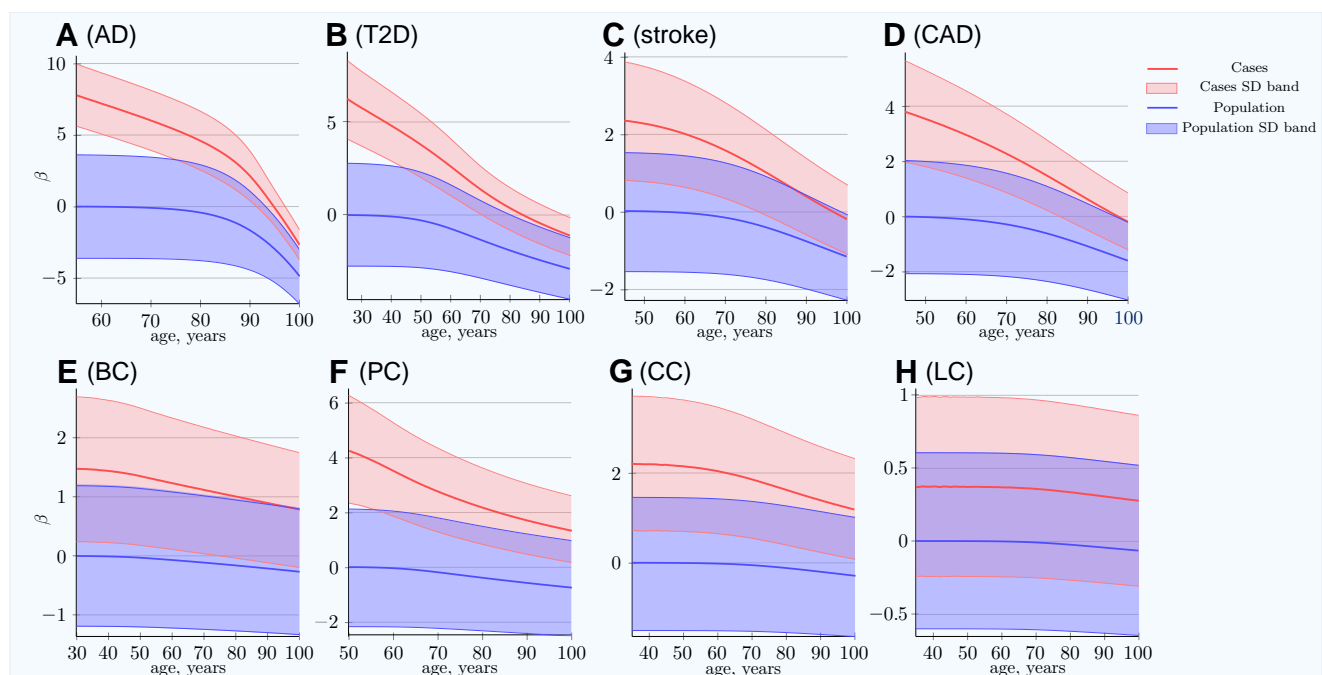 A (AD)
B (T2D)
C (stroke)
D (CAD)
10
5
0
−5
β
60 70 80 90 100
age, years
5
0
30 40 50 60 70 80 90 100
age, years
4
2
0
−2
50 60 70 80 90 100
age, years
4
2
0
−2
50 60 70 80 90 100
age, years
Cases
Cases SD band
Population
Population SD band
E (BC)
F (PC)
G (CC)
H (LC)
2
1
0
−1
β
30 40 50 60 70 80 90 100
age, years
6
4
2
0
−2
50 60 70 80 90 100
age, years
2
0
40 50 60 70 80 90 100
age, years
1
0.5
0
−0.5
40 50 60 70 80 90 100
age, years